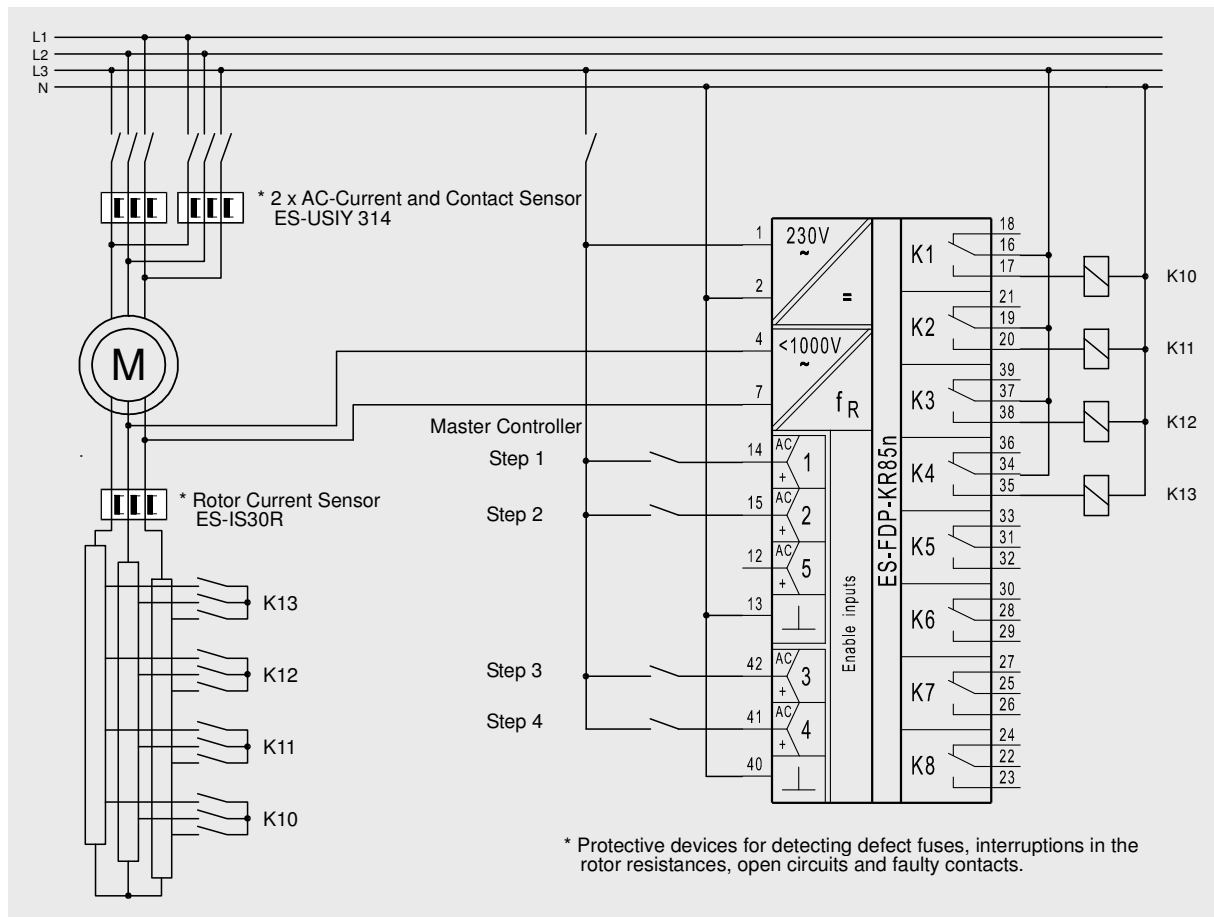 L1
L2
L3
N
* 2 x AC-Current and Contact Sensor
ES-USIY 314
M
* Rotor Current Sensor
ES-IS30R
K13
K12
K11
K10
Master Controller
Step 1
Step 2
Step 3
Step 4
1
2
4
7
14
15
12
13
42
41
40
230V
~
=
<1000V
~
fR
AC
+
1
AC
+
2
AC
+
5
AC
+
3
AC
+
4
Enable inputs
ES-FDP-KR85n
K1
18
16
17
K10
K2
21
19
20
K11
K3
39
37
38
K12
K4
36
34
35
K13
K5
33
31
32
K6
30
28
29
K7
27
25
26
K8
24
22
23
* Protective devices for detecting defect fuses, interruptions in the
rotor resistances, open circuits and faulty contacts.